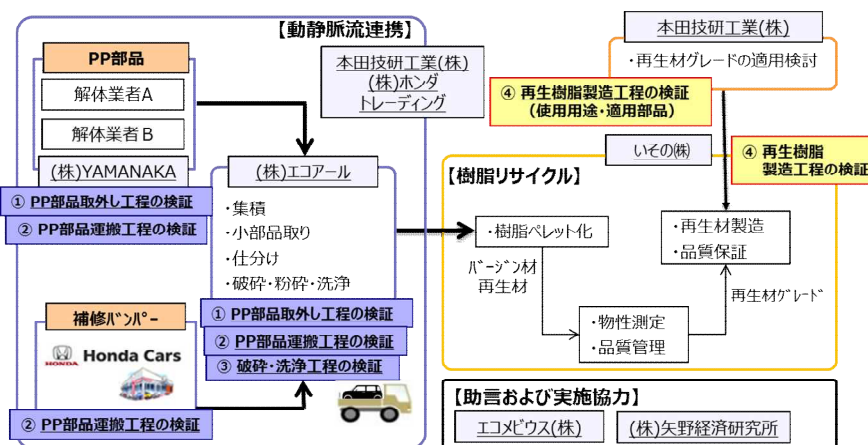 【動静脈流連携】
PP部品
解体業者A
解体業者B
(株)YAMANAKA
① PP部品取外し工程の検証
② PP部品運搬工程の検証
補修ﾊﾞﾝﾊﾟｰ
HONDA
Honda Cars
② PP部品運搬工程の検証
(株)エコアール
・集積
・小部品取り
・仕分け
・破砕・粉砕・洗浄
① PP部品取外し工程の検証
② PP部品運搬工程の検証
③ 破砕・洗浄工程の検証
本田技研工業(株)
(株)ホンダ
トレーディング
本田技研工業(株)
・再生材グレードの適用検討
④ 再生樹脂製造工程の検証
(使用用途・適用部品)
いその㈱
④ 再生樹脂
製造工程の検証
【樹脂リサイクル】
・樹脂ペレット化
ﾊﾞｰｼﾞﾝ材
再生材
・物性測定
・品質管理
再生材ｸﾞﾚｰﾄﾞ
・再生材製造
・品質保証
【助言および実施協力】
エコメビウス(株)
(株)矢野経済研究所